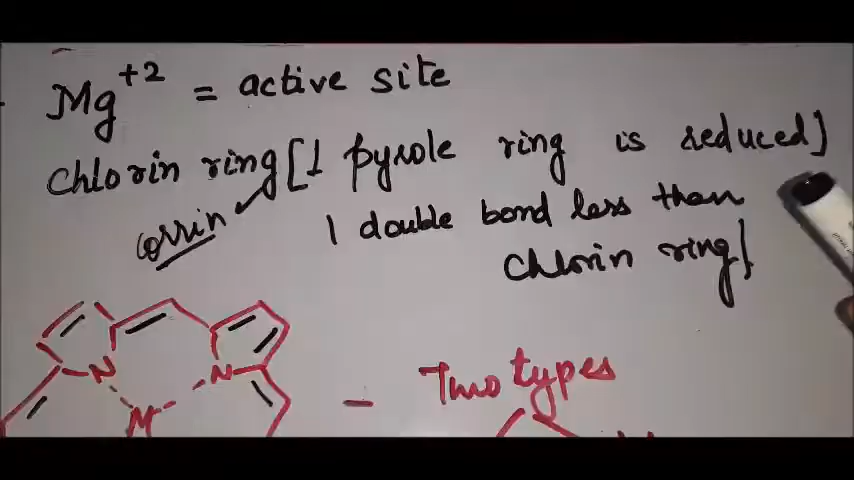 Mg+2 = active site
Chlorin ring [1 pyrole ring is reduced]
corrin
1 double bond less than
Chlorin ring]
N N
M
- Two types